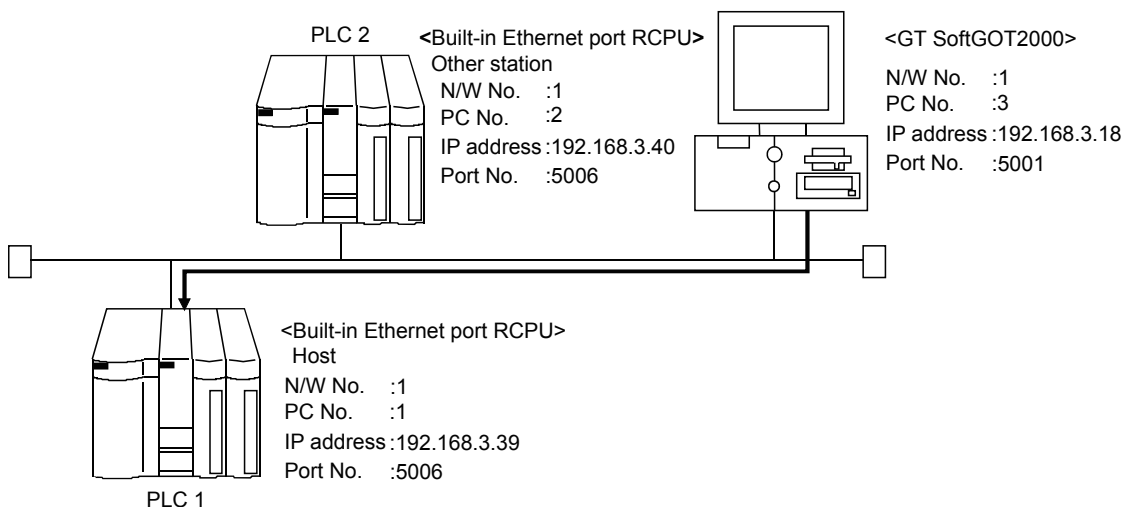 PLC 2
<Built-in Ethernet port RCPU>
Other station
N/W No. :1
PC No. :2
IP address :192.168.3.40
Port No. :5006
<GT SoftGOT2000>
N/W No. :1
PC No. :3
IP address :192.168.3.18
Port No. :5001
<Built-in Ethernet port RCPU>
Host
N/W No. :1
PC No. :1
IP address :192.168.3.39
Port No. :5006
PLC 1